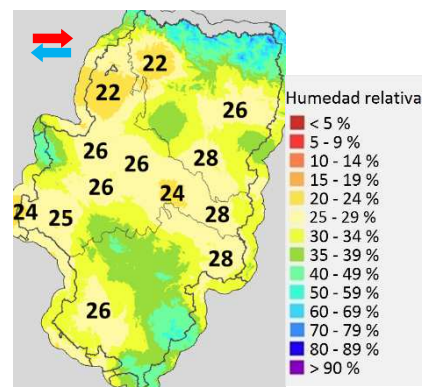 22
22
26
26
26
28
26
24
24
25
28
28
26
Humedad relativa
< 5 %
5 - 9 %
10 - 14 %
15 - 19 %
20 - 24 %
25 - 29 %
30 - 34 %
35 - 39 %
40 - 49 %
50 - 59 %
60 - 69 %
70 - 79 %
80 - 89 %
> 90 %